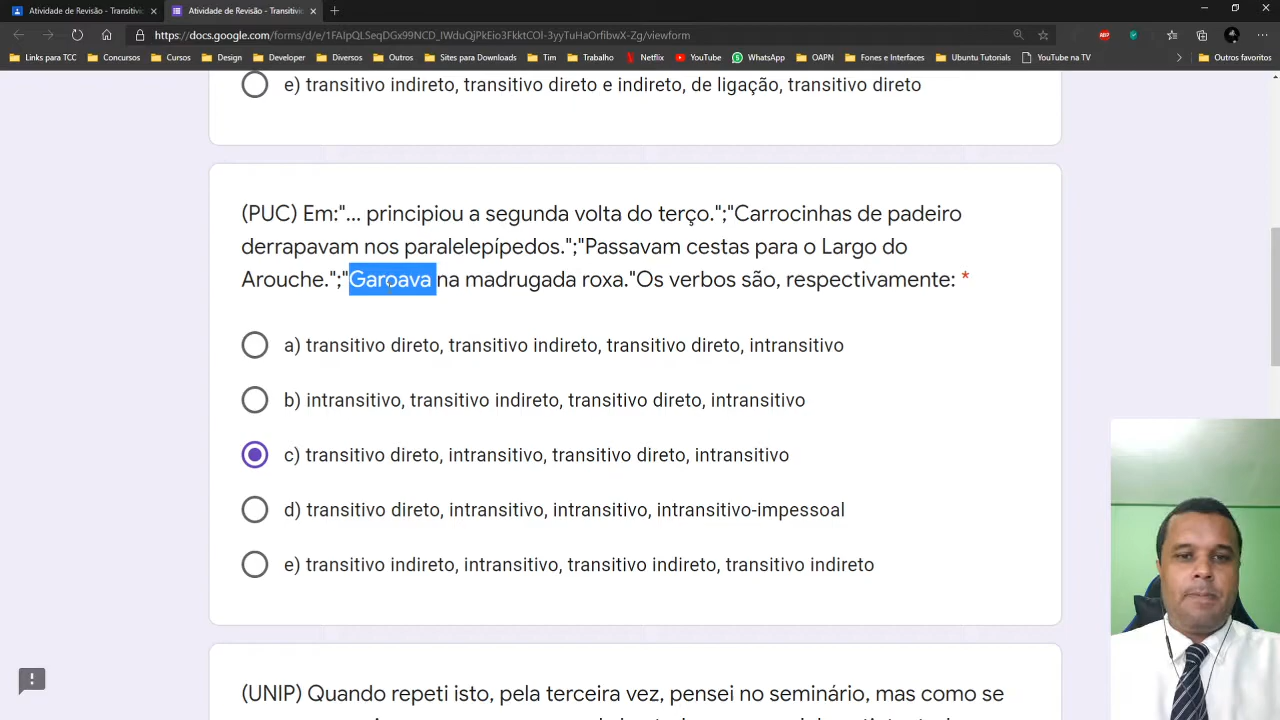 Atividade de Revisão - Transitivi
Atividade de Revisão - Transitivi
https://docs.google.com/forms/d/e/1FAIpQLSeqDGx99NCD_IWduQjPkEio3FkktCOl-3yyTuHaOrfibwX-Zg/viewform
Links para TCC
Concursos
Cursos
Design
Developer
Diversos
Outros
Sites para Downloads
Tim
Trabalho
Netflix
YouTube
WhatsApp
OAPN
Fones e Interfaces
Ubuntu Tutorials
YouTube na TV
Outros favoritos
e) transitivo indireto, transitivo direto e indireto, de ligação, transitivo direto
(PUC) Em:"... principiou a segunda volta do terço.";"Carrocinhas de padeiro
derrapavam nos paralelepípedos.";"Passavam cestas para o Largo do
Arouche.";"Garoava na madrugada roxa."Os verbos são, respectivamente: *
a) transitivo direto, transitivo indireto, transitivo direto, intransitivo
b) intransitivo, transitivo indireto, transitivo direto, intransitivo
c) transitivo direto, intransitivo, transitivo direto, intransitivo
d) transitivo direto, intransitivo, intransitivo, intransitivo-impessoal
e) transitivo indireto, intransitivo, transitivo indireto, transitivo indireto
(UNIP) Quando repeti isto, pela terceira vez, pensei no seminário, mas como se